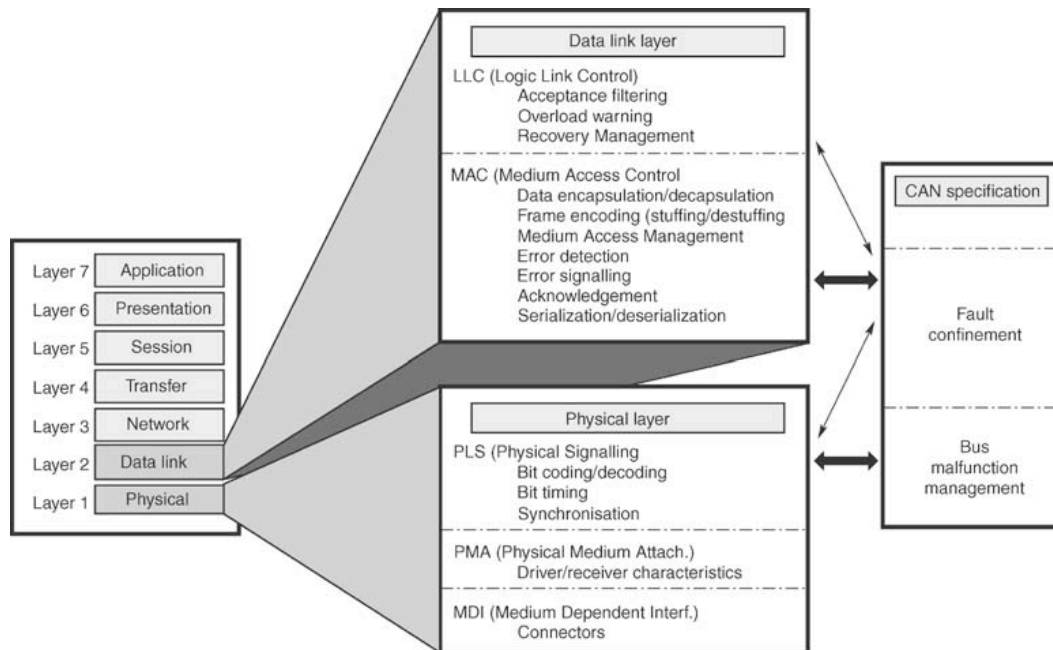 Data link layer
LLC (Logic Link Control)
Acceptance filtering
Overload warning
Recovery Management
MAC (Medium Access Control
Data encapsulation/decapsulation
Frame encoding (stuffing/destuffing
Medium Access Management
Error detection
Error signalling
Acknowledgement
Serialization/deserialization
CAN specification
Fault
confinement
Bus
malfunction
management
Layer 7 Application
Layer 6 Presentation
Layer 5 Session
Layer 4 Transfer
Layer 3 Network
Layer 2 Data link
Layer 1 Physical
Physical layer
PLS (Physical Signalling
Bit coding/decoding
Bit timing
Synchronisation
PMA (Physical Medium Attach.)
Driver/receiver characteristics
MDI (Medium Dependent Interf.)
Connectors